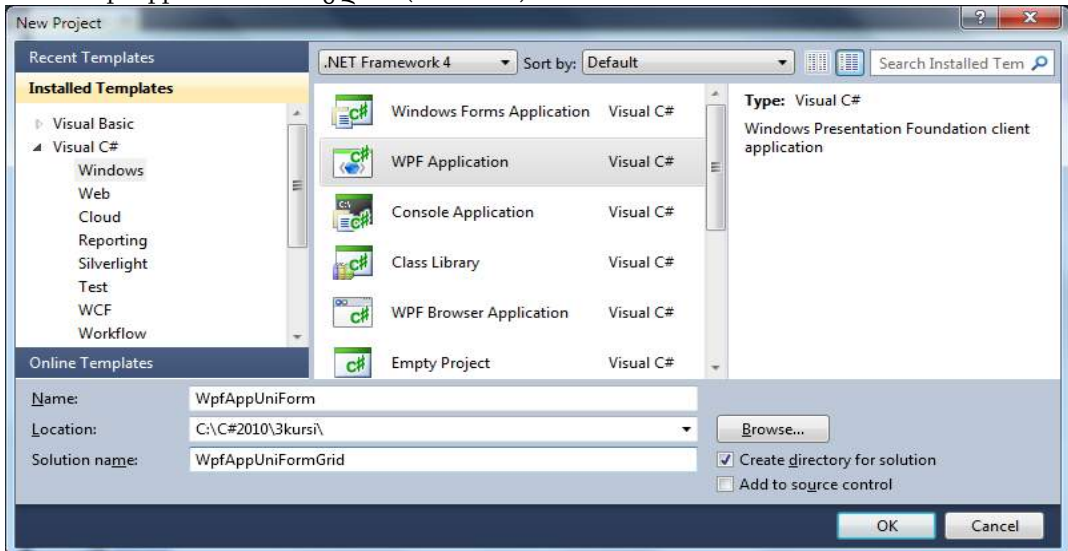 New Project
Recent Templates
Installed Templates
Visual Basic
Visual C#
Windows
Web
Cloud
Reporting
Silverlight
Test
WCF
Workflow
Online Templates
.NET Framework 4
Sort by: Default
Search Installed Tem
Windows Forms Application Visual C#
WPF Application Visual C#
Console Application Visual C#
Class Library Visual C#
WPF Browser Application Visual C#
Empty Project Visual C#
Type: Visual C#
Windows Presentation Foundation client
application
Name: WpfAppUniForm
Location: C:\C#2010\3kursi\
Browse...
Solution name: WpfAppUniFormGrid
Create directory for solution
Add to source control
OK Cancel